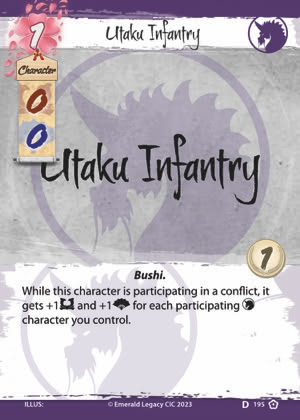 1
Utaku Infantry
Character
0
0
Utaku Infantry
1
Bushi.
While this character is participating in a conflict, it
gets +1 and +1 for each participating
character you control.
ILLUS: © Emerald Legacy CIC 2023 D 195